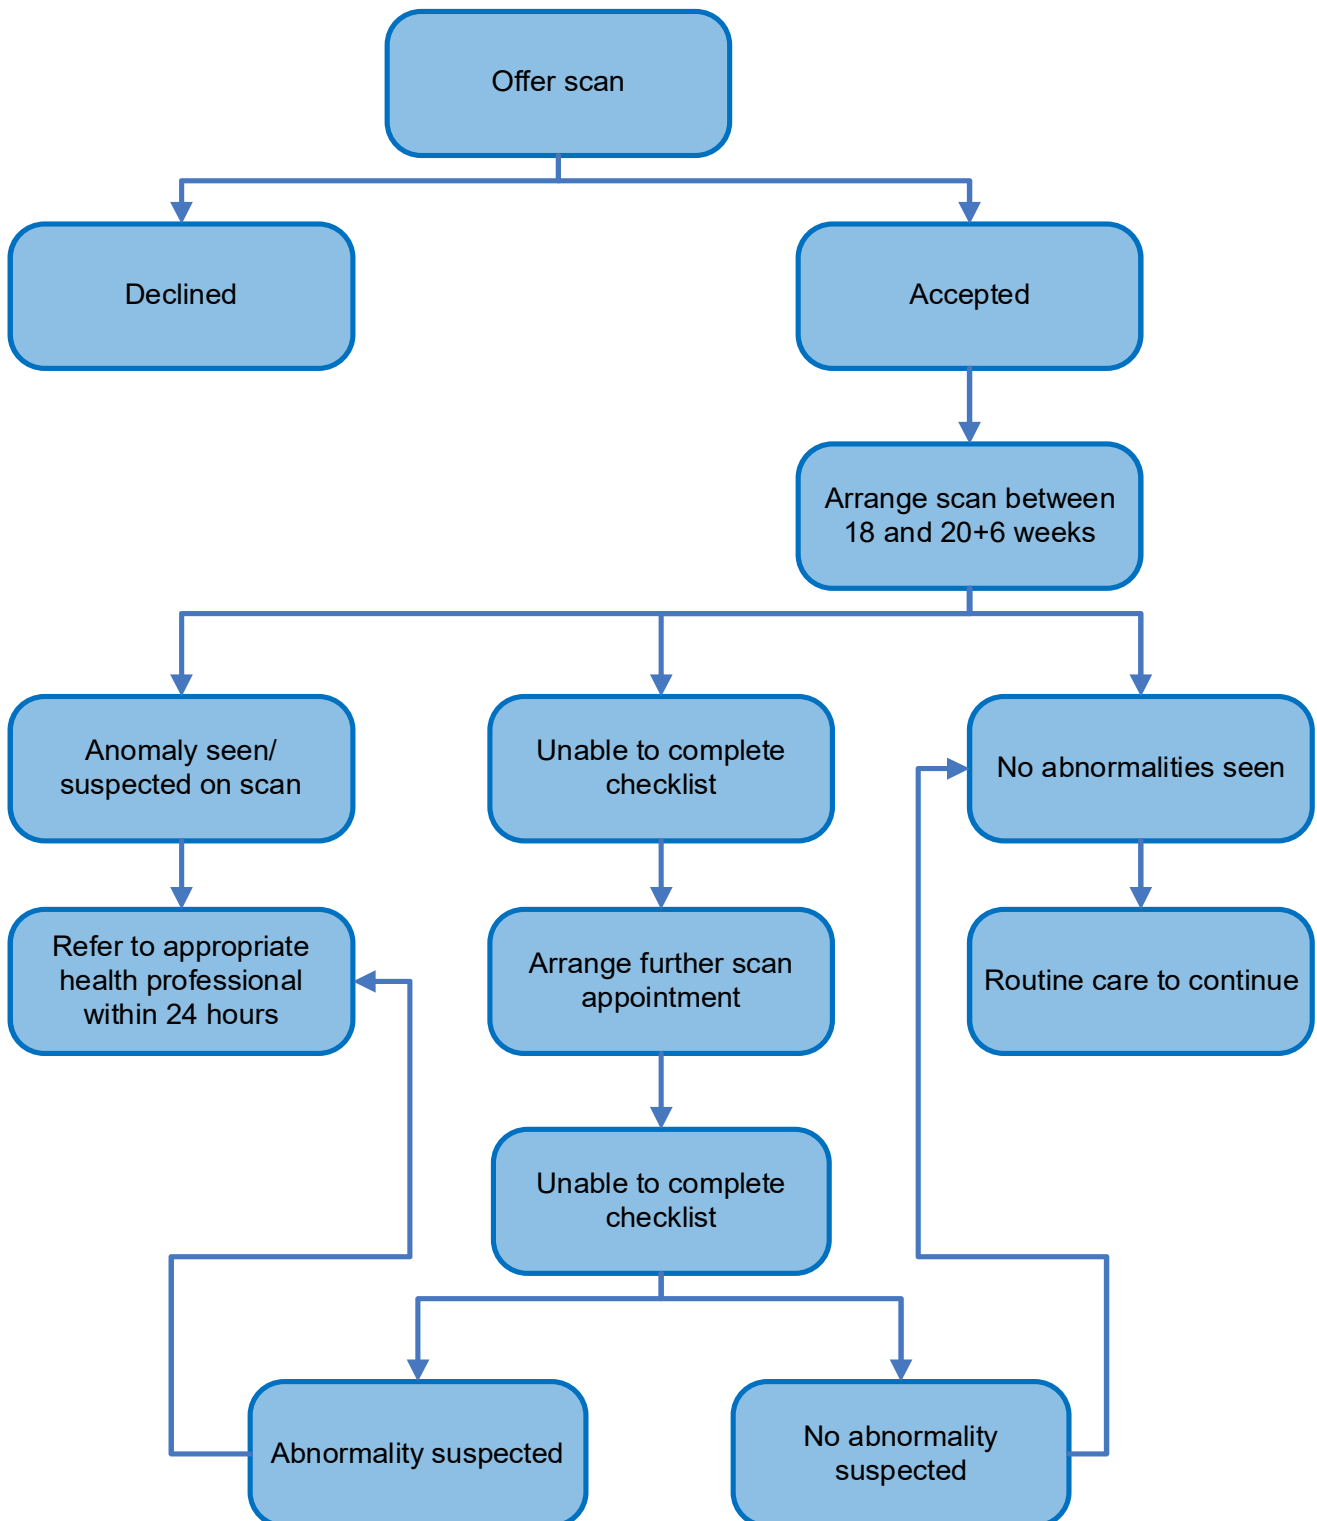 Offer scan
Declined
Accepted
Arrange scan between
18 and 20+6 weeks
Anomaly seen/
suspected on scan
Unable to complete
checklist
No abnormalities seen
Refer to appropriate
health professional
within 24 hours
Arrange further scan
appointment
Routine care to continue
Unable to complete
checklist
Abnormality suspected
No abnormality
suspected